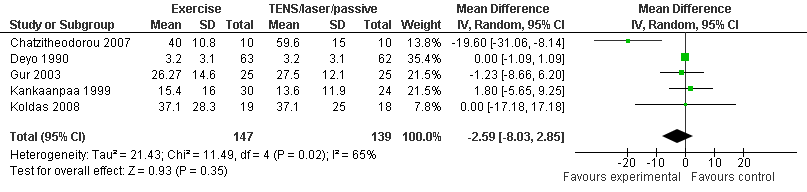 Exercise TENS/laser/passive Mean Difference Mean Difference
Study or Subgroup Mean SD Total Mean SD Total Weight IV, Random, 95% CI IV, Random, 95% CI
Chatzitheodorou 2007 40 10.8 10 59.6 15 10 13.8% -19.60 [-31.06, -8.14]
Deyo 1990 3.2 3.1 63 3.2 3.1 62 35.4% 0.00 [-1.09, 1.09]
Gur 2003 26.27 14.6 25 27.5 12.1 25 21.5% -1.23 [-8.66, 6.20]
Kankaanpaa 1999 15.4 16 30 13.6 11.9 24 21.5% 1.80 [-5.65, 9.25]
Koldas 2008 37.1 28.3 19 37.1 25 18 7.8% 0.00 [-17.18, 17.18]
Total (95% CI) 147 139 100.0% -2.59 [-8.03, 2.85]
Heterogeneity: Tau² = 21.43; Chi² = 11.49, df = 4 (P = 0.02); I² = 65%
Test for overall effect: Z = 0.93 (P = 0.35)
-20 -10 0 10 20
Favours experimental Favours control